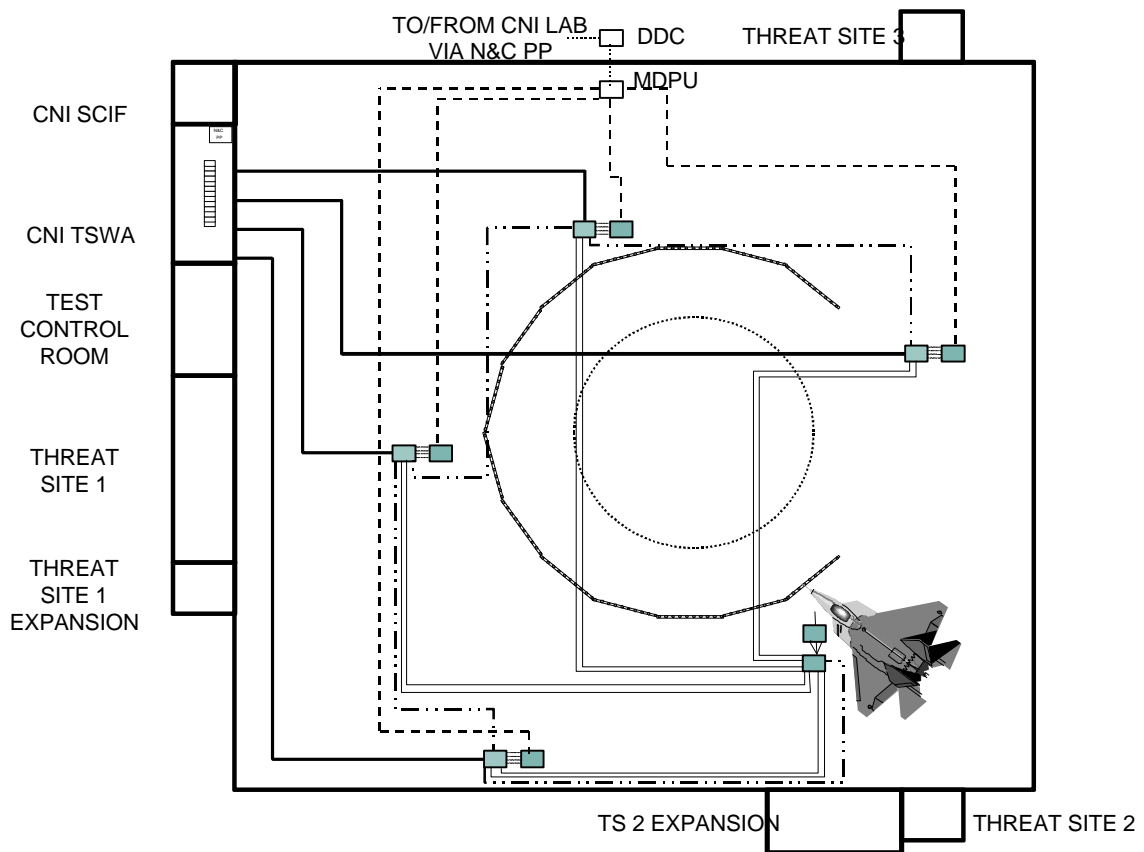 TO/FROM CNI LAB
VIA N&C PP
DDC
THREAT SITE 3
MDPU
CNI SCIF
N&C
PP
CNI TSWA
TEST
CONTROL
ROOM
THREAT
SITE 1
THREAT
SITE 1
EXPANSION
TS 2 EXPANSION
THREAT SITE 2